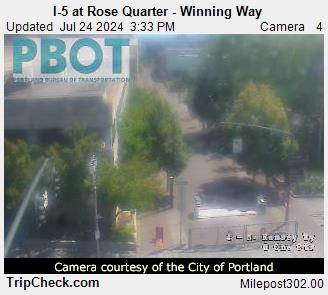 I-5 at Rose Quarter - Winning Way
Updated Jul 24 2024 3:33 PM Camera 4
PBOT
PORTLAND BUREAU OF TRANSPORTATION
Camera courtesy of the City of Portland
TripCheck.com Milepost302.00